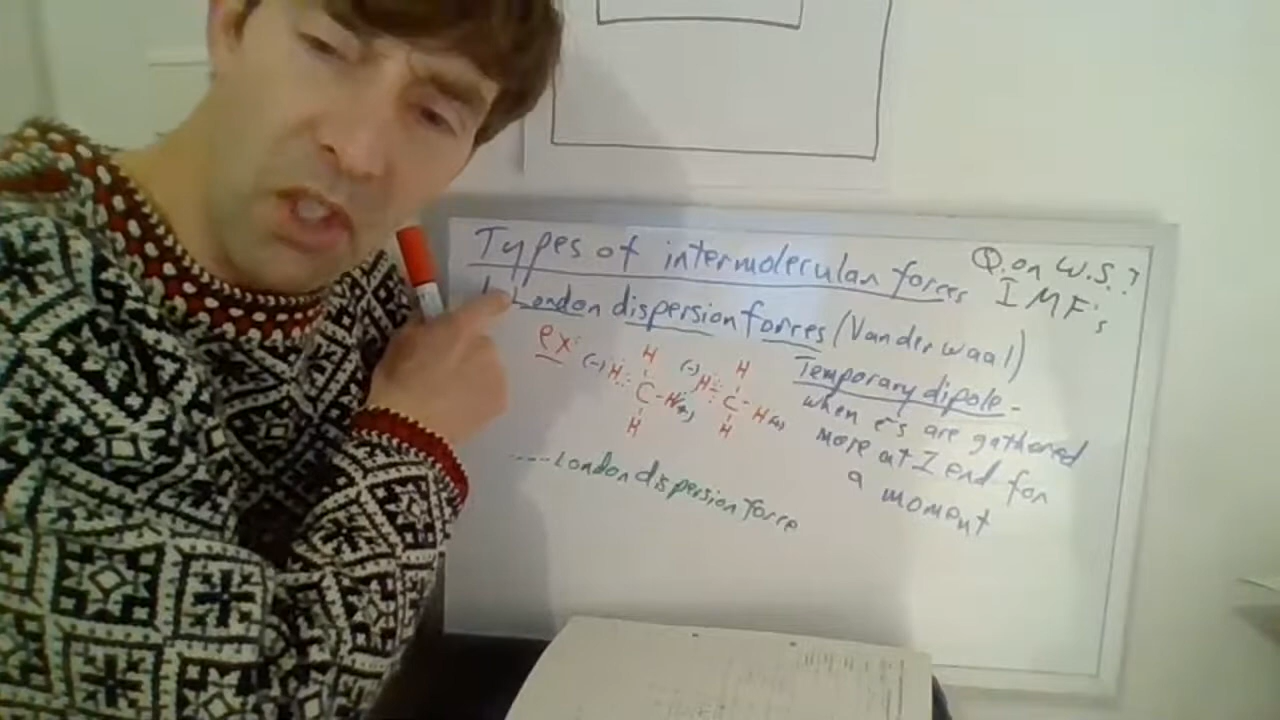 Types of intermolecular forces
Q. on W.S.?
IMF's
1. London dispersion forces (Vanderwaal)
ex:
(-) H H C H (+) H
(-) H H C H (+) H
Temporary dipole -
when e⁻s are gathered
more at 1 end for
a moment
----London dispersion force